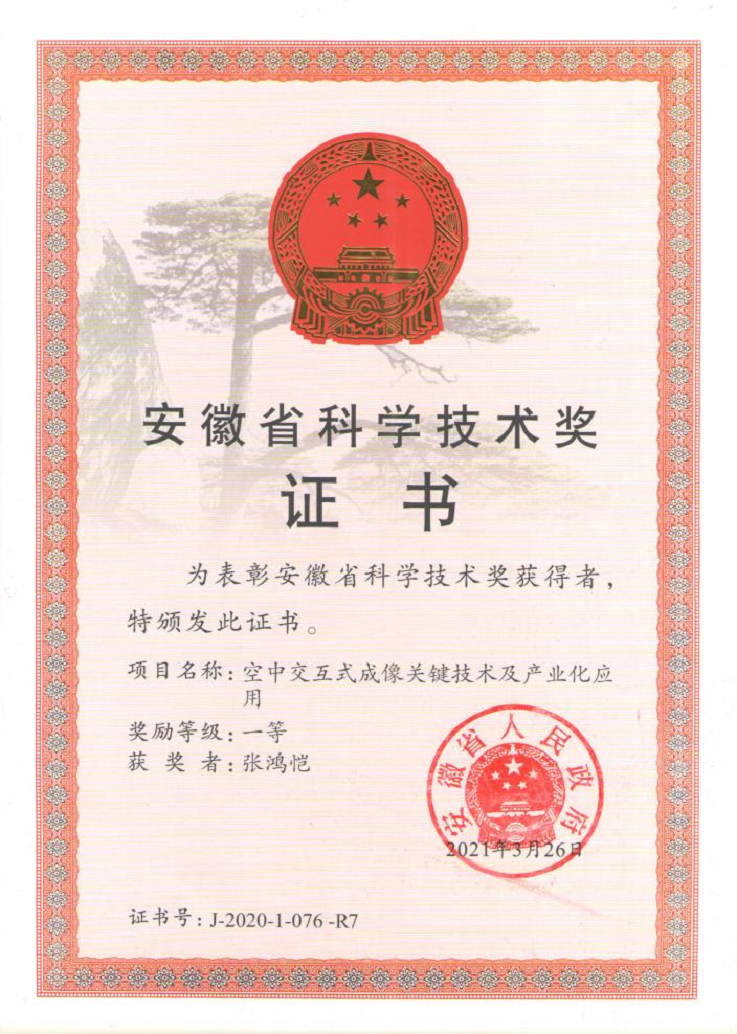 安徽省科学技术奖
证书
为表彰安徽省科学技术奖获得者，
特颁发此证书。
项目名称：空中交互式成像关键技术及产业化应
用
奖励等级：一等
获奖者：张鸿恺
安徽省人民政府
2021年3月26日
证书号：J-2020-1-076 -R7